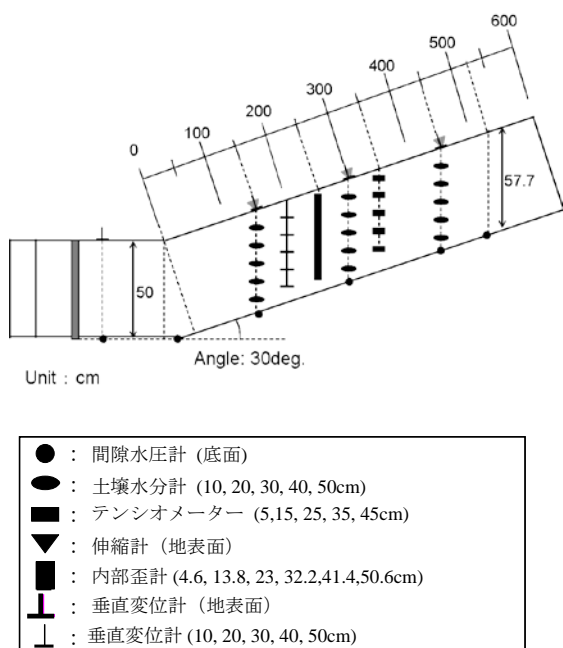 600
500
400
300
200
100
0
57.7
50
Angle: 30deg.
Unit : cm
: 間隙水圧計 (底面)
: 土壌水分計 (10, 20, 30, 40, 50cm)
: テンシオメーター (5,15, 25, 35, 45cm)
: 伸縮計（地表面）
: 内部歪計 (4.6, 13.8, 23, 32.2,41.4,50.6cm)
: 垂直変位計（地表面）
: 垂直変位計 (10, 20, 30, 40, 50cm)